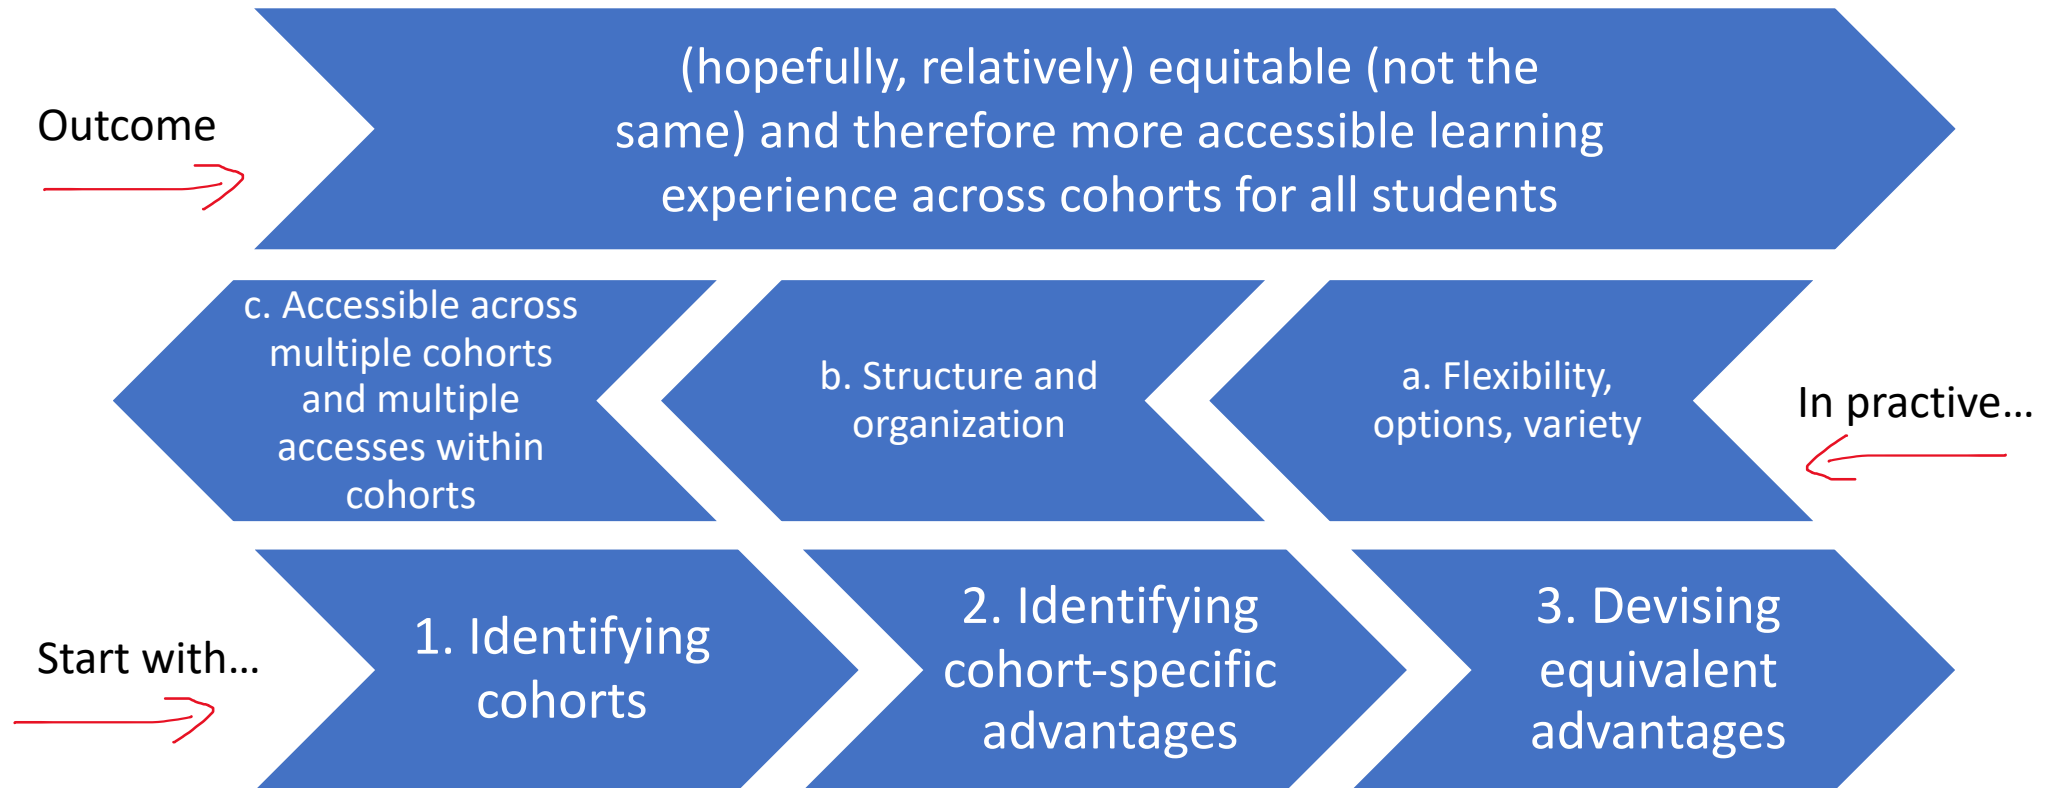 Outcome
(hopefully, relatively) equitable (not the
same) and therefore more accessible learning
experience across cohorts for all students
c. Accessible across
multiple cohorts
and multiple
accesses within
cohorts
b. Structure and
organization
a. Flexibility,
options, variety
In practive…
Start with…
1. Identifying
cohorts
2. Identifying
cohort-specific
advantages
3. Devising
equivalent
advantages